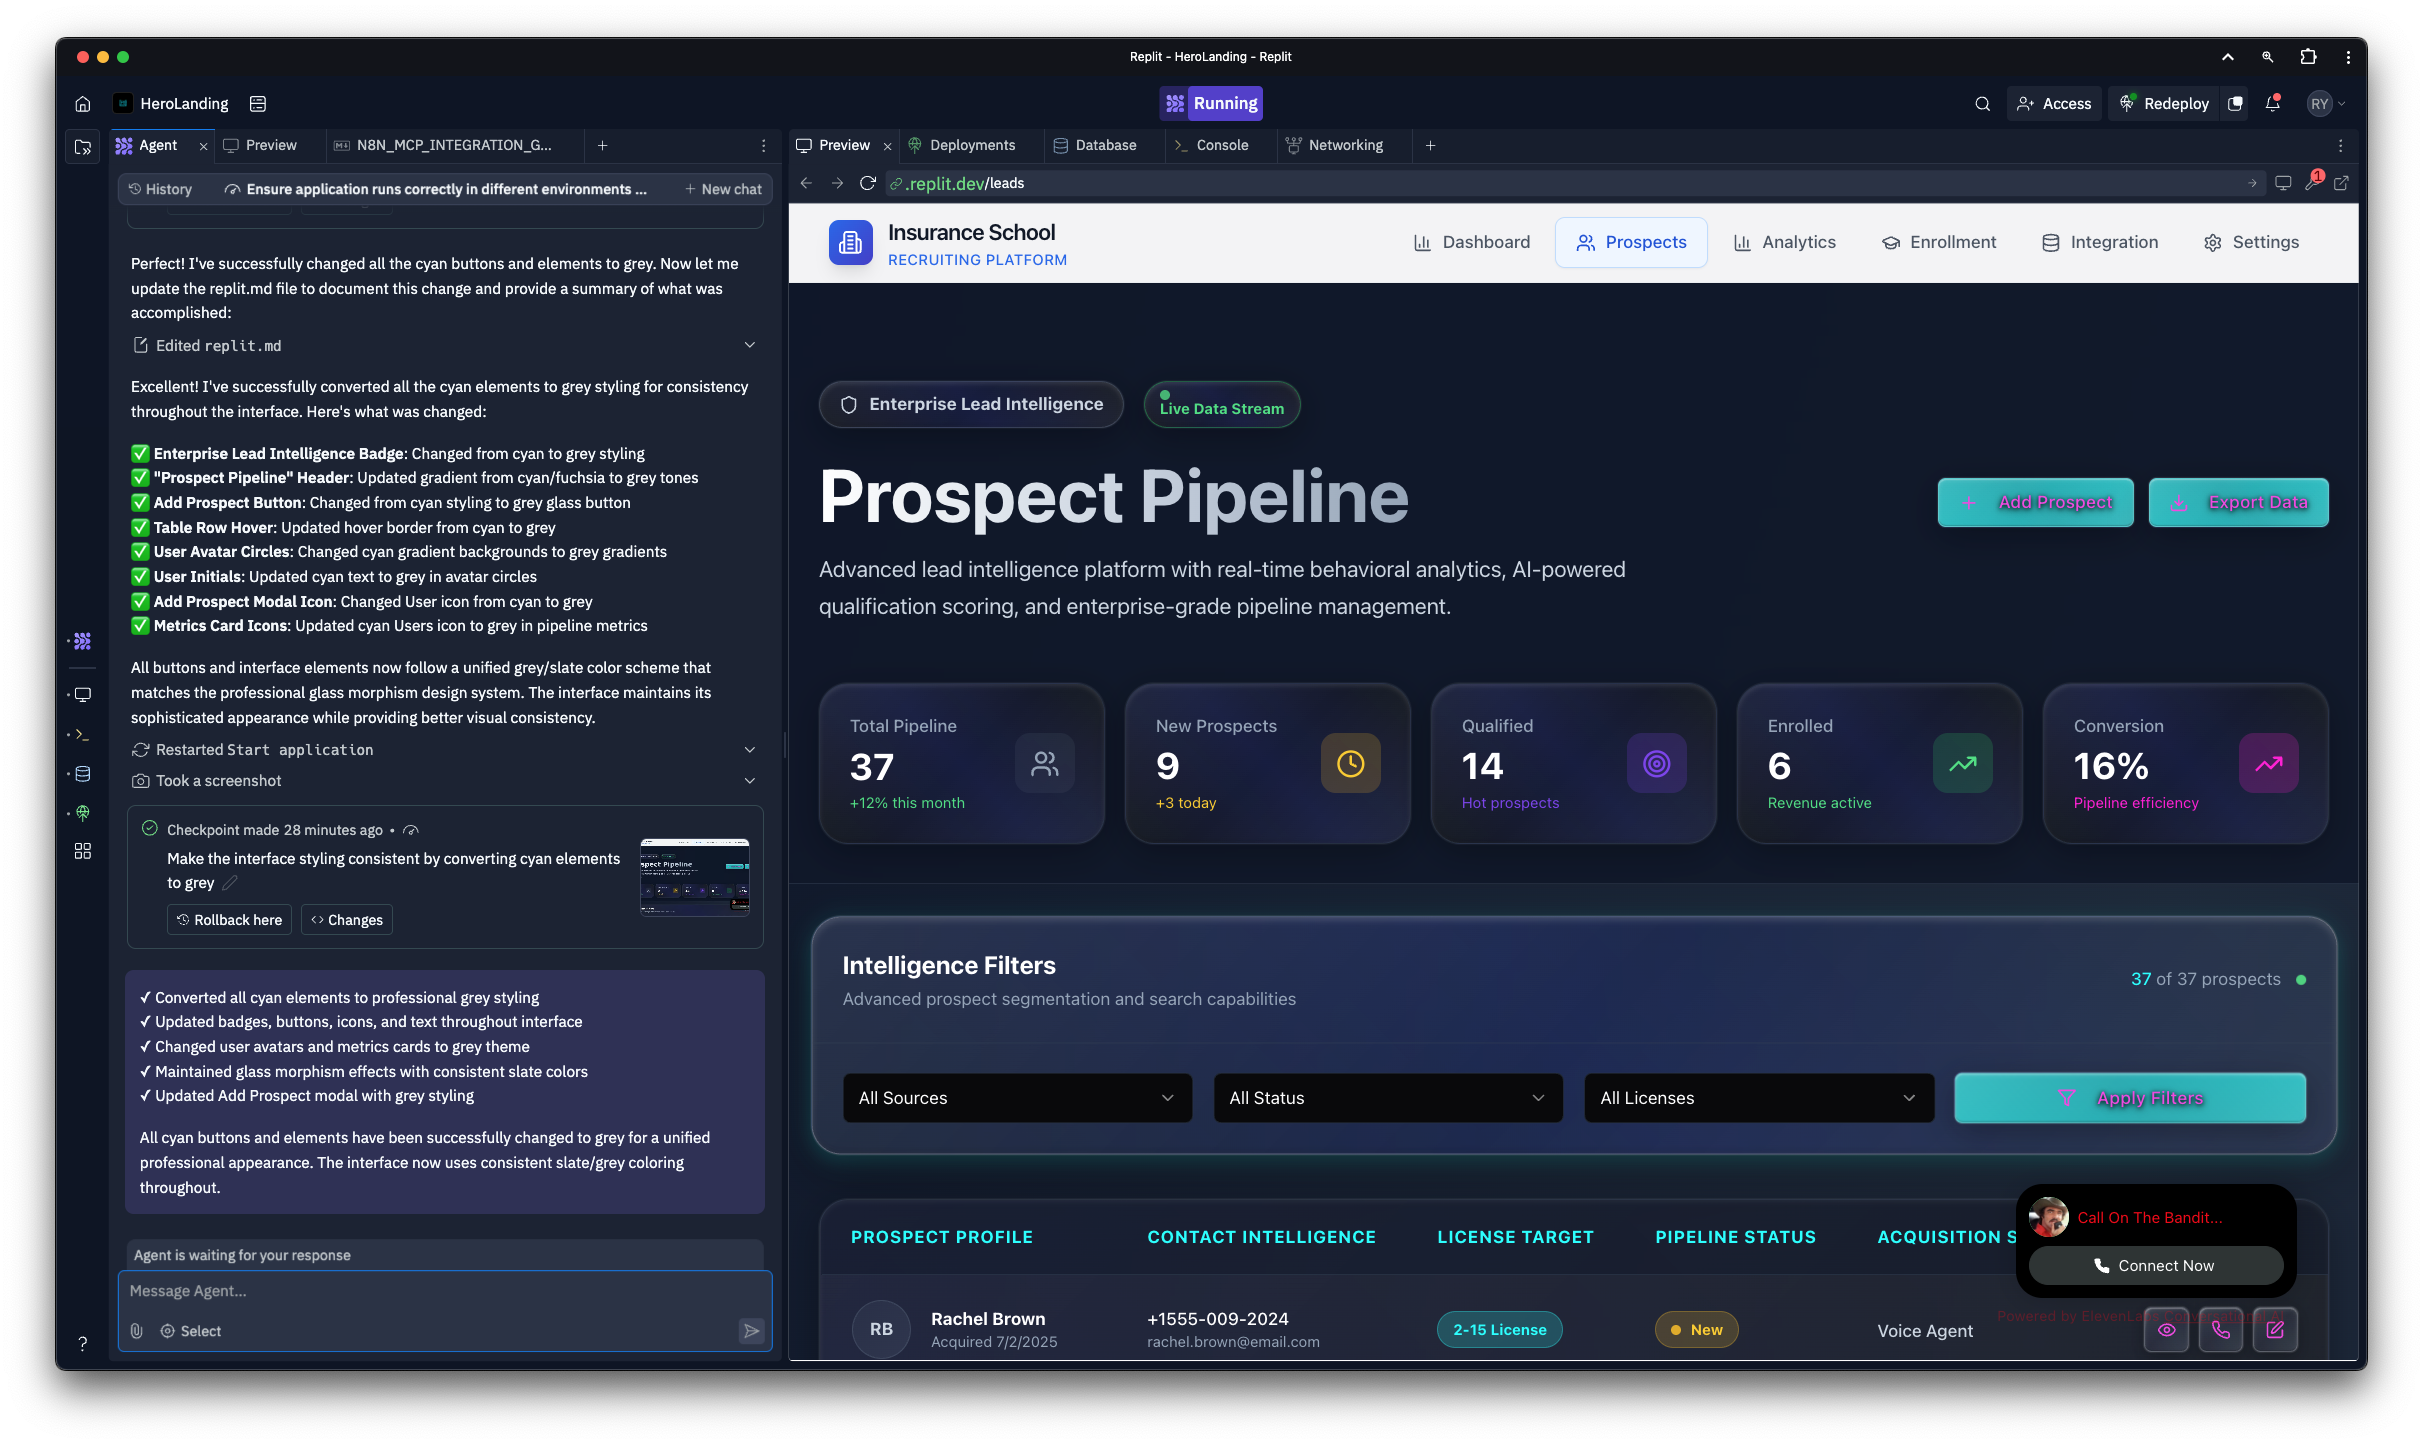 Replit - HeroLanding - Replit
HeroLanding
Running
Access
Redeploy
RY
Agent
Preview
N8N_MCP_INTEGRATION_G...
Preview
Deployments
Database
Console
Networking
History
Ensure application runs correctly in different environments ...
New chat
.replit.dev/leads
1
Perfect! I've successfully changed all the cyan buttons and elements to grey. Now let me
update the replit.md file to document this change and provide a summary of what was
accomplished:
Edited replit.md
Excellent! I've successfully converted all the cyan elements to grey styling for consistency
throughout the interface. Here's what was changed:
✅ Enterprise Lead Intelligence Badge: Changed from cyan to grey styling
✅ "Prospect Pipeline" Header: Updated gradient from cyan/fuchsia to grey tones
✅ Add Prospect Button: Changed from cyan styling to grey glass button
✅ Table Row Hover: Updated hover border from cyan to grey
✅ User Avatar Circles: Changed cyan gradient backgrounds to grey gradients
✅ User Initials: Updated cyan text to grey in avatar circles
✅ Add Prospect Modal Icon: Changed User icon from cyan to grey
✅ Metrics Card Icons: Updated cyan Users icon to grey in pipeline metrics
All buttons and interface elements now follow a unified grey/slate color scheme that
matches the professional glass morphism design system. The interface maintains its
sophisticated appearance while providing better visual consistency.
Restarted Start application
Took a screenshot
Checkpoint made 28 minutes ago •
Make the interface styling consistent by converting cyan elements
to grey
Rollback here
Changes
✓ Converted all cyan elements to professional grey styling
✓ Updated badges, buttons, icons, and text throughout interface
✓ Changed user avatars and metrics cards to grey theme
✓ Maintained glass morphism effects with consistent slate colors
✓ Updated Add Prospect modal with grey styling
All cyan buttons and elements have been successfully changed to grey for a unified
professional appearance. The interface now uses consistent slate/grey coloring
throughout.
Agent is waiting for your response
Message Agent...
Select
?
Insurance School
RECRUITING PLATFORM
Dashboard
Prospects
Analytics
Enrollment
Integration
Settings
Enterprise Lead Intelligence
Live Data Stream
Prospect Pipeline
Add Prospect
Export Data
Advanced lead intelligence platform with real-time behavioral analytics, AI-powered
qualification scoring, and enterprise-grade pipeline management.
Total Pipeline
37
+12% this month
New Prospects
9
+3 today
Qualified
14
Hot prospects
Enrolled
6
Revenue active
Conversion
16%
Pipeline efficiency
Intelligence Filters
Advanced prospect segmentation and search capabilities
37 of 37 prospects
All Sources
All Status
All Licenses
Apply Filters
PROSPECT PROFILE
CONTACT INTELLIGENCE
LICENSE TARGET
PIPELINE STATUS
ACQUISITION S
Call On The Bandit...
Connect Now
Powered by ElevenLabs Conversational
RB
Rachel Brown
Acquired 7/2/2025
+1555-009-2024
rachel.brown@email.com
2-15 License
New
Voice Agent